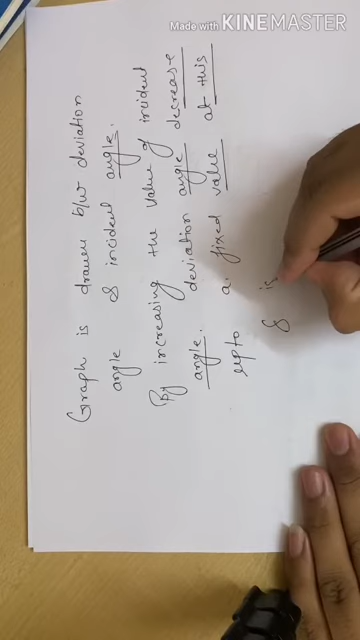 Made with KINEMASTER
Graph is drawn b/w deviation
angle & incident angle.
By increasing the value of incident
angle. deviation angle decrease
upto a fixed value at this
δ is